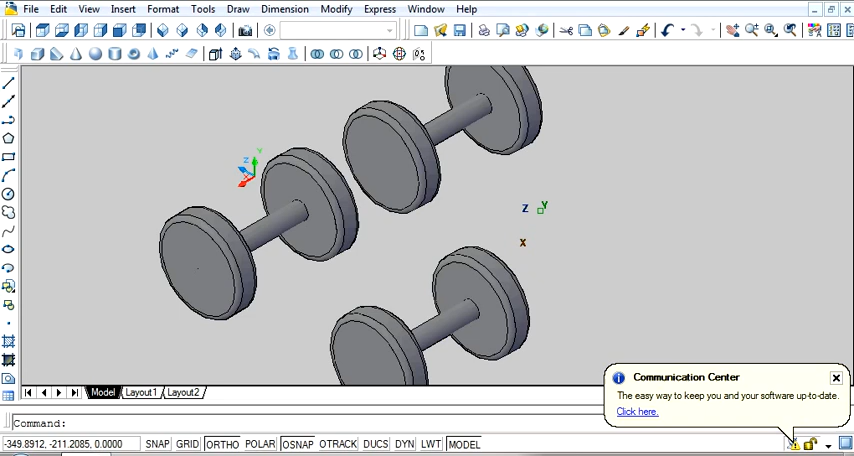 File Edit View Insert Format Tools Draw Dimension Modify Express Window Help
Z Y
X
Z Y
X
Model Layout1 Layout2
Communication Center
The easy way to keep you and your software up-to-date.
Click here.
Command:
-349.8912, -211.2085, 0.0000 SNAP GRID ORTHO POLAR OSNAP OTRACK DUCS DYN LWT MODEL